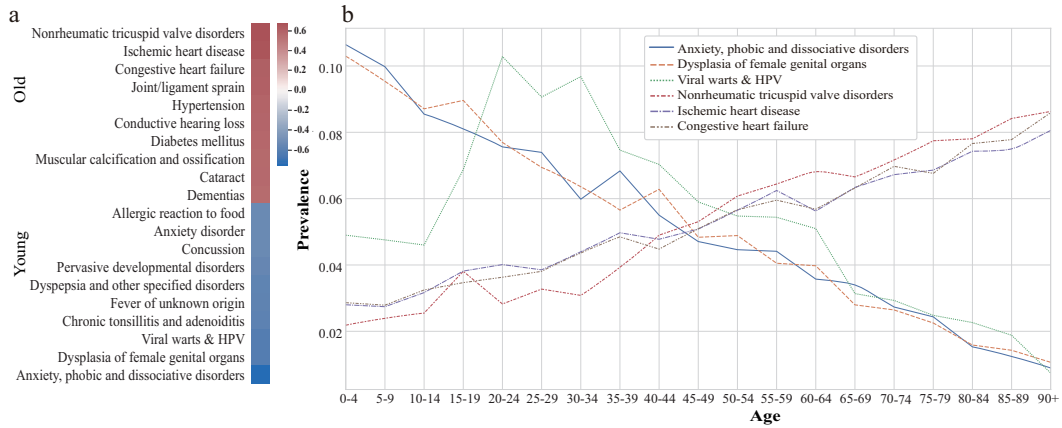 a
Old
Young
Nonrheumatic tricuspid valve disorders
Ischemic heart disease
Congestive heart failure
Joint/ligament sprain
Hypertension
Conductive hearing loss
Diabetes mellitus
Muscular calcification and ossification
Cataract
Dementias
Allergic reaction to food
Anxiety disorder
Concussion
Pervasive developmental disorders
Dyspepsia and other specified disorders
Fever of unknown origin
Chronic tonsillitis and adenoiditis
Viral warts & HPV
Dysplasia of female genital organs
Anxiety, phobic and dissociative disorders
0.6
0.4
0.2
0.0
-0.2
-0.4
-0.6
b
Prevalence
0.10
0.08
0.06
0.04
0.02
Anxiety, phobic and dissociative disorders
Dysplasia of female genital organs
Viral warts & HPV
Nonrheumatic tricuspid valve disorders
Ischemic heart disease
Congestive heart failure
0-4 5-9 10-14 15-19 20-24 25-29 30-34 35-39 40-44 45-49 50-54 55-59 60-64 65-69 70-74 75-79 80-84 85-89 90+
Age